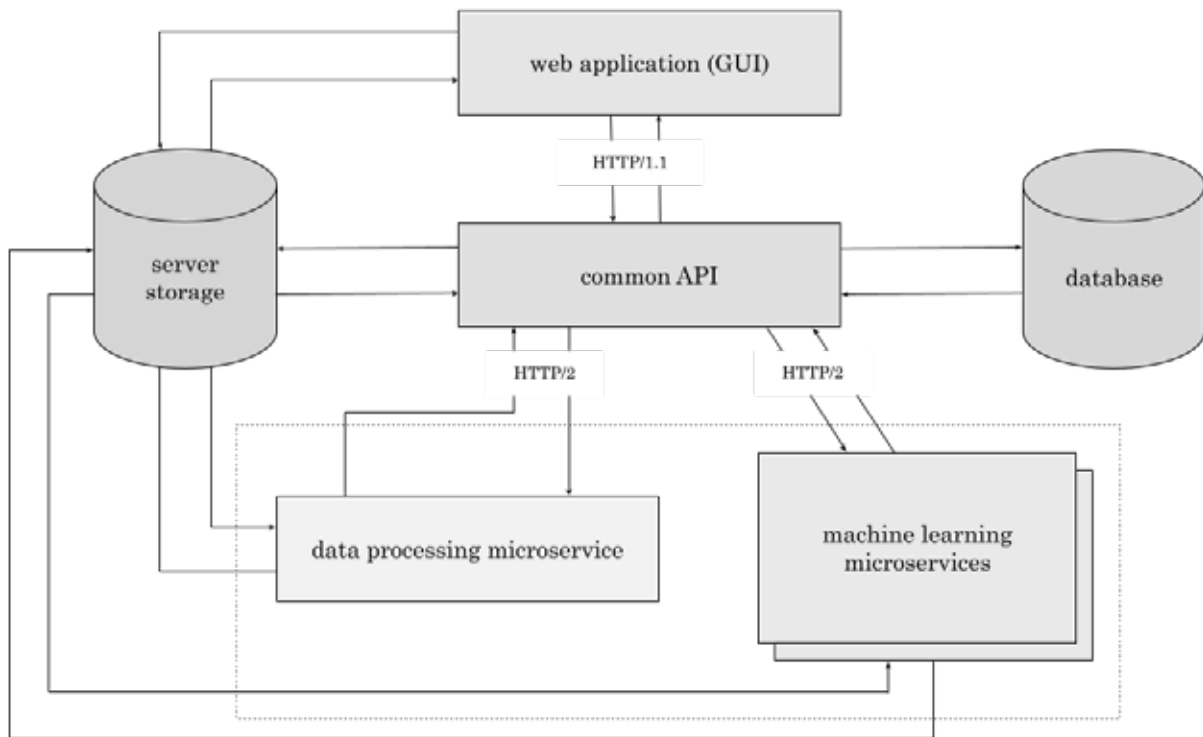 web application (GUI)
HTTP/1.1
server
storage
common API
database
HTTP/2
HTTP/2
data processing microservice
machine learning
microservices